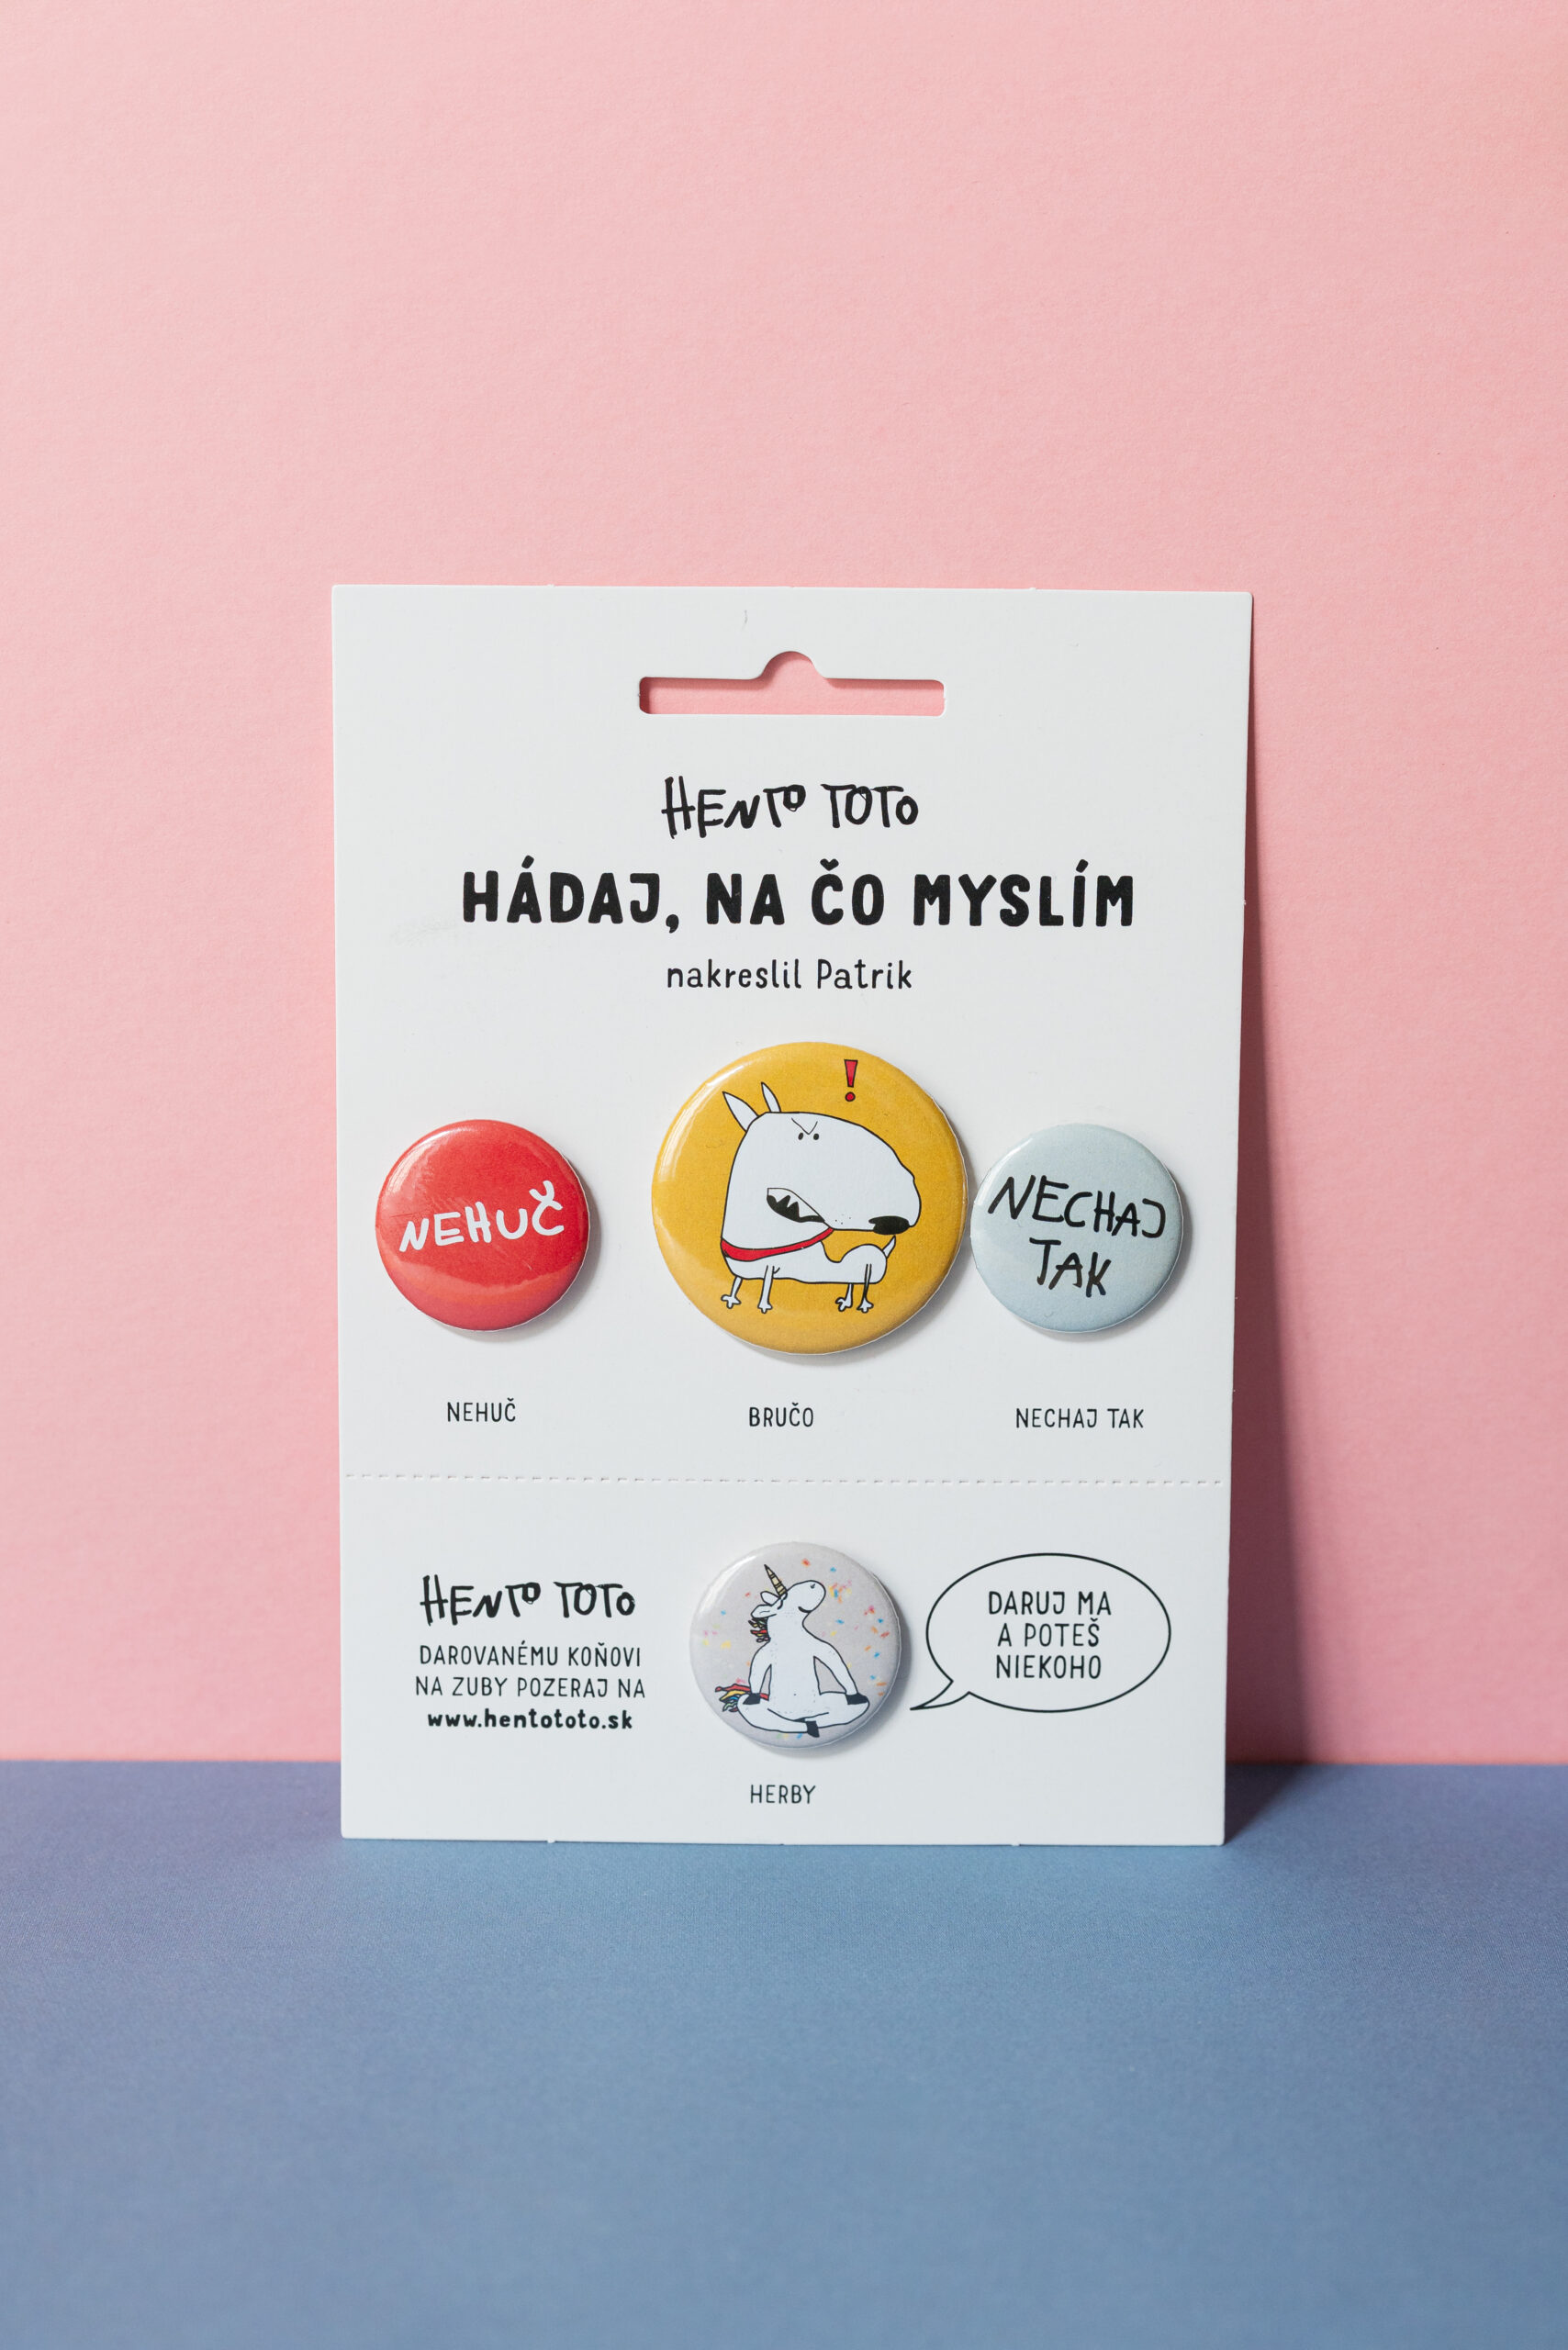 HENTO TOTO
HÁDAJ, NA ČO MYSLÍM
nakreslil Patrik
!
NEHUČ
NECHAJ
TAK
NEHUČ
BRUČO
NECHAJ TAK
HENTO TOTO
DAROVANÉMU KOŇOVI
NA ZUBY POZERAJ NA
www.hentototo.sk
DARUJ MA
A POTEŠ
NIEKOHO
HERBY